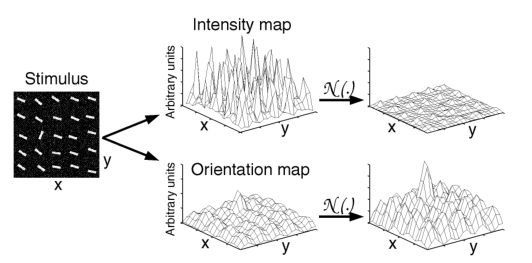 Intensity map
Stimulus
Arbitrary units
x
y
𝒩(.)
x
y
x
y
Orientation map
Arbitrary units
x
y
𝒩(.)
x
y